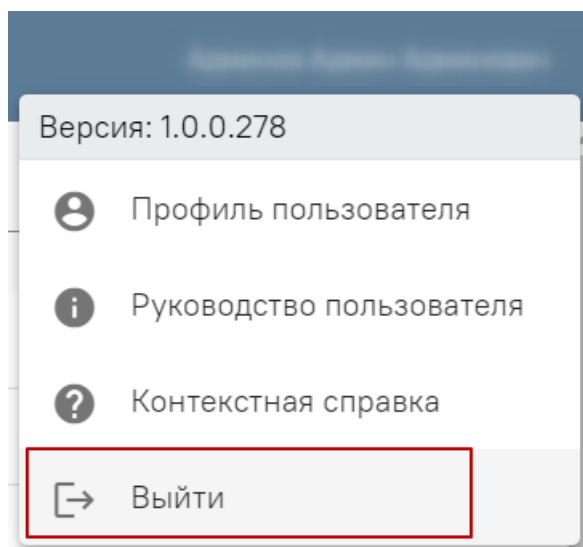 Версия: 1.0.0.278
Профиль пользователя
Руководство пользователя
Контекстная справка
Выйти